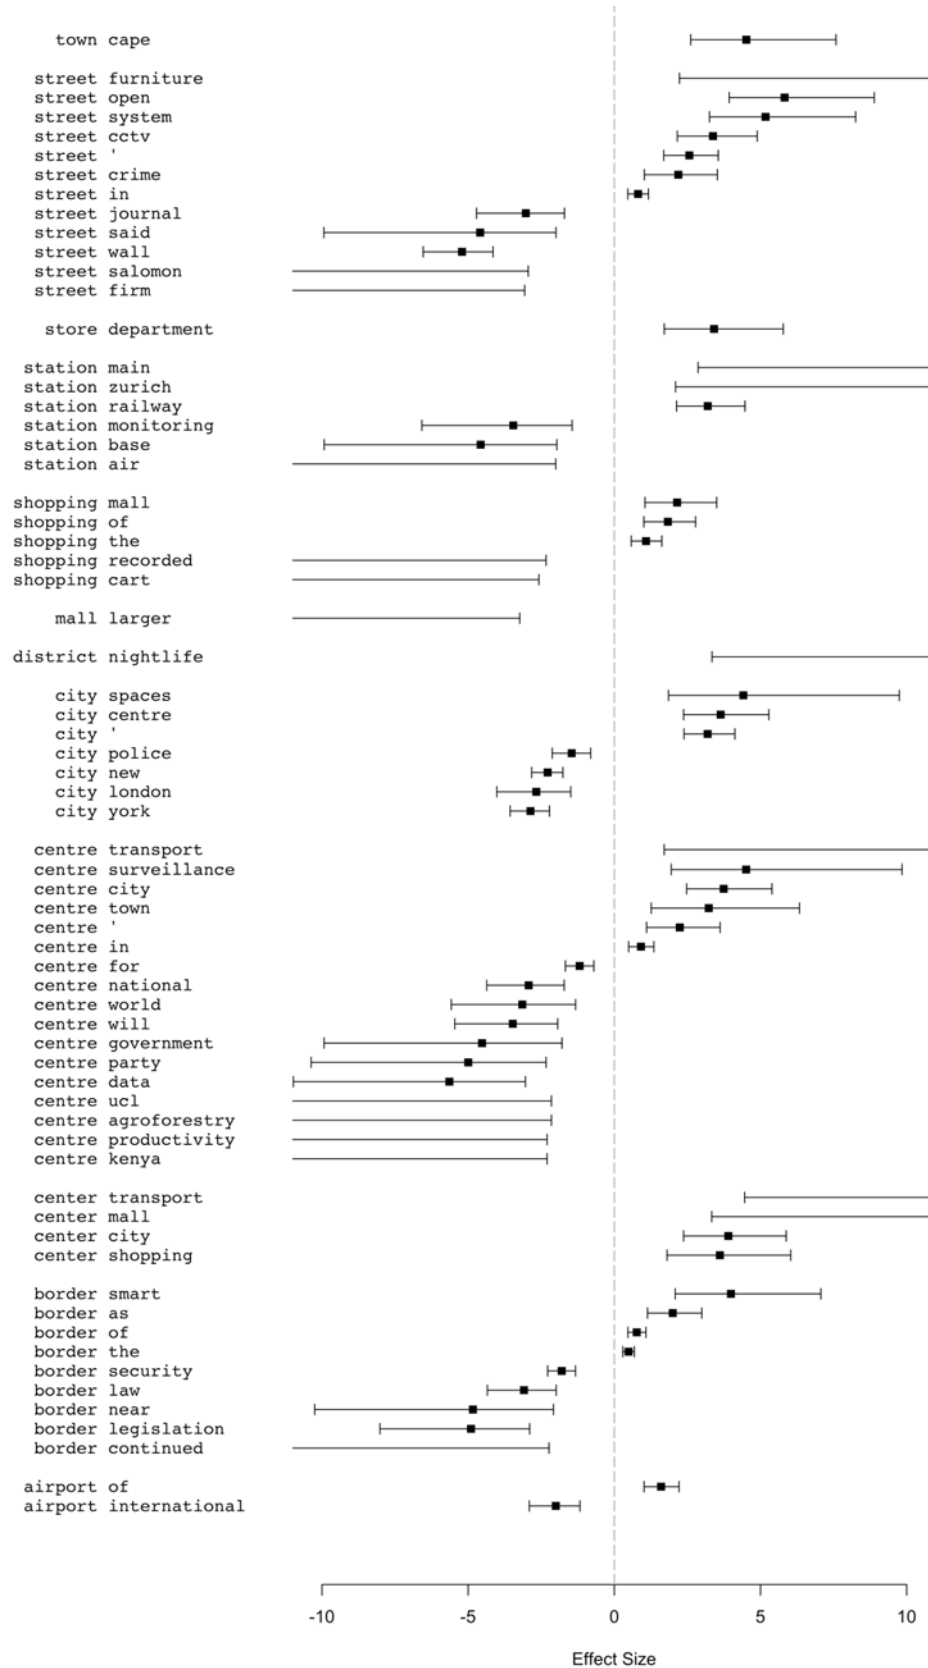 town cape
street furniture
street open
street system
street cctv
street '
street crime
street in
street journal
street said
street wall
street salomon
street firm
store department
station main
station zurich
station railway
station monitoring
station base
station air
shopping mall
shopping of
shopping the
shopping recorded
shopping cart
mall larger
district nightlife
city spaces
city centre
city '
city police
city new
city london
city york
centre transport
centre surveillance
centre city
centre town
centre '
centre in
centre for
centre national
centre world
centre will
centre government
centre party
centre data
centre ucl
centre agroforestry
centre productivity
centre kenya
center transport
center mall
center city
center shopping
border smart
border as
border of
border the
border security
border law
border near
border legislation
border continued
airport of
airport international
-10 -5 0 5 10
Effect Size